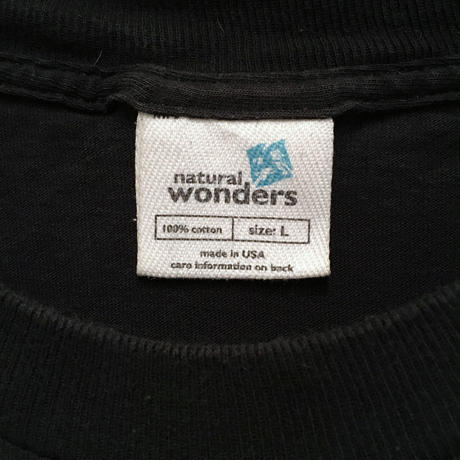 natural
wonders
100% cotton size: L
made in USA
care information on back